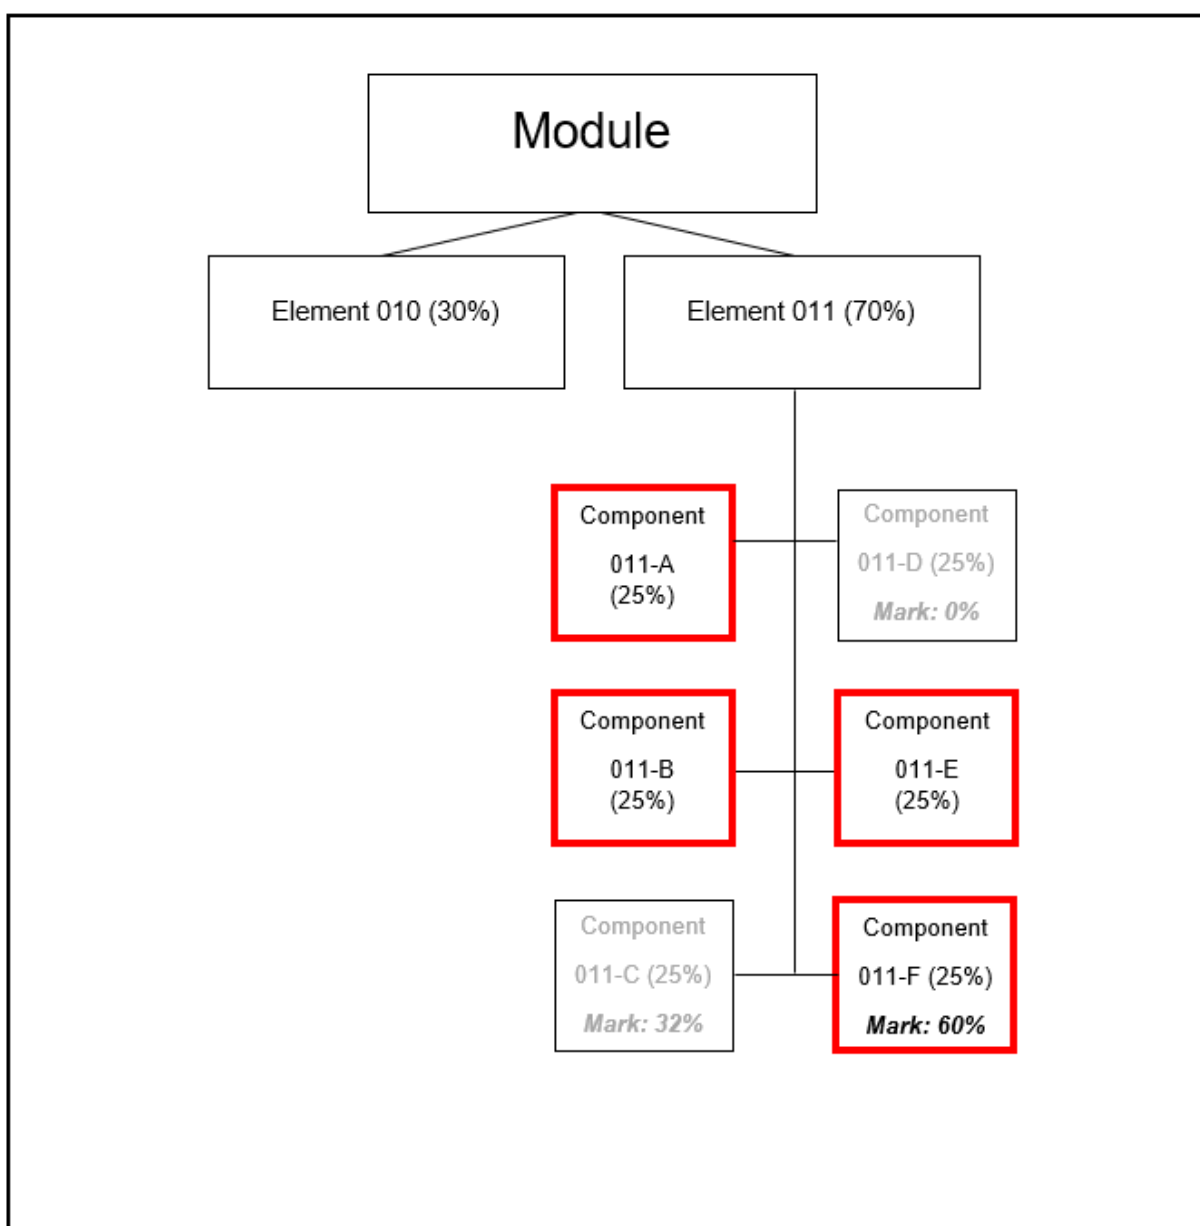 Module
Element 010 (30%)
Element 011 (70%)
Component
011-A
(25%)
Component
011-D (25%)
Mark: 0%
Component
011-B
(25%)
Component
011-E
(25%)
Component
011-C (25%)
Mark: 32%
Component
011-F (25%)
Mark: 60%